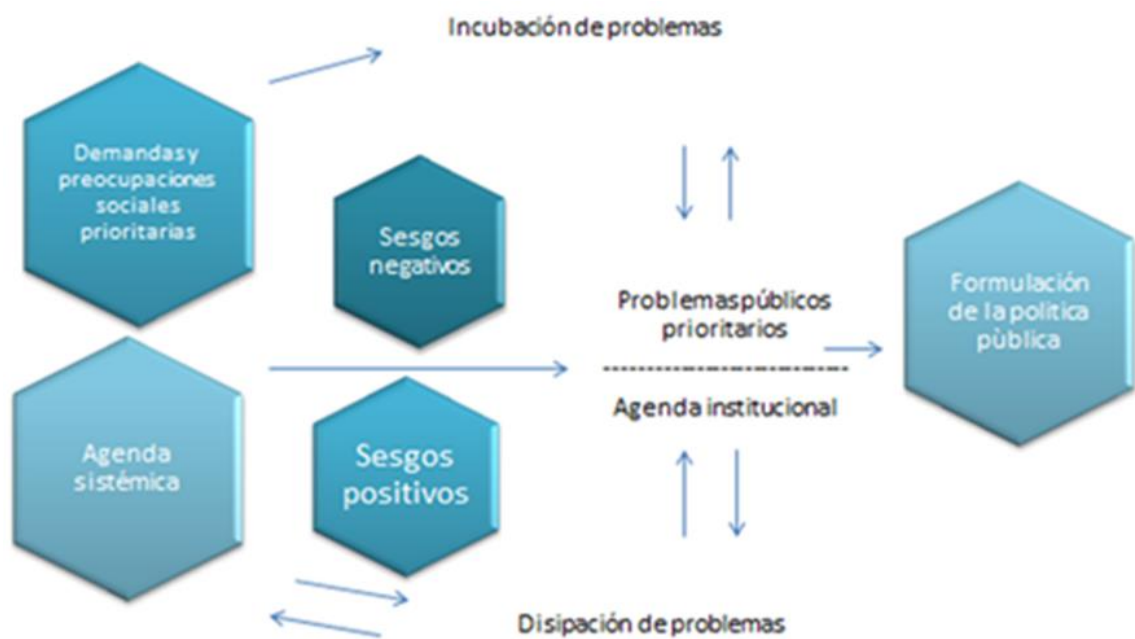 Incubación de problemas
Demandas y
preocupaciones
sociales
prioritarias
Sesgos
negativos
Problemas públicos
prioritarios
Formulación
de la politica
pùblica
Agenda institucional
Agenda
sistémica
Sesgos
positivos
Disipación de problemas